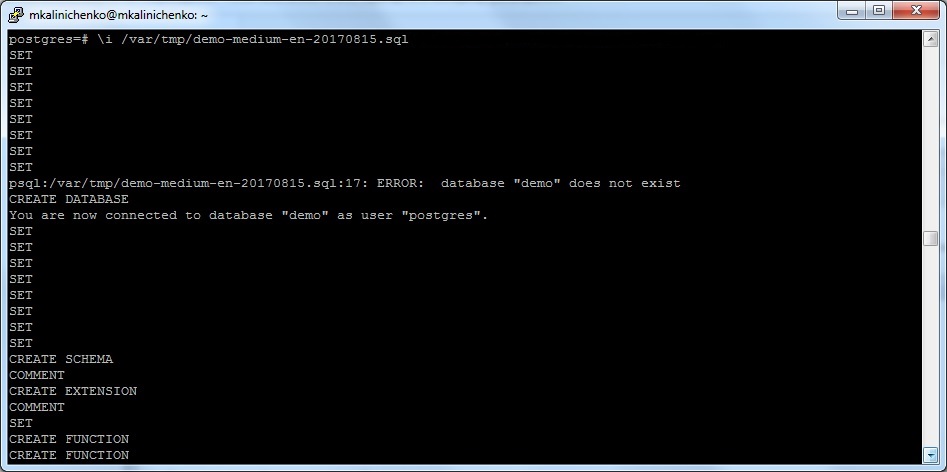 mkalinichenko@mkalinichenko: ~
postgres=# \i /var/tmp/demo-medium-en-20170815.sql
SET
SET
SET
SET
SET
SET
SET
SET
psql:/var/tmp/demo-medium-en-20170815.sql:17: ERROR:  database "demo" does not exist
CREATE DATABASE
You are now connected to database "demo" as user "postgres".
SET
SET
SET
SET
SET
SET
SET
SET
CREATE SCHEMA
COMMENT
CREATE EXTENSION
COMMENT
SET
CREATE FUNCTION
CREATE FUNCTION